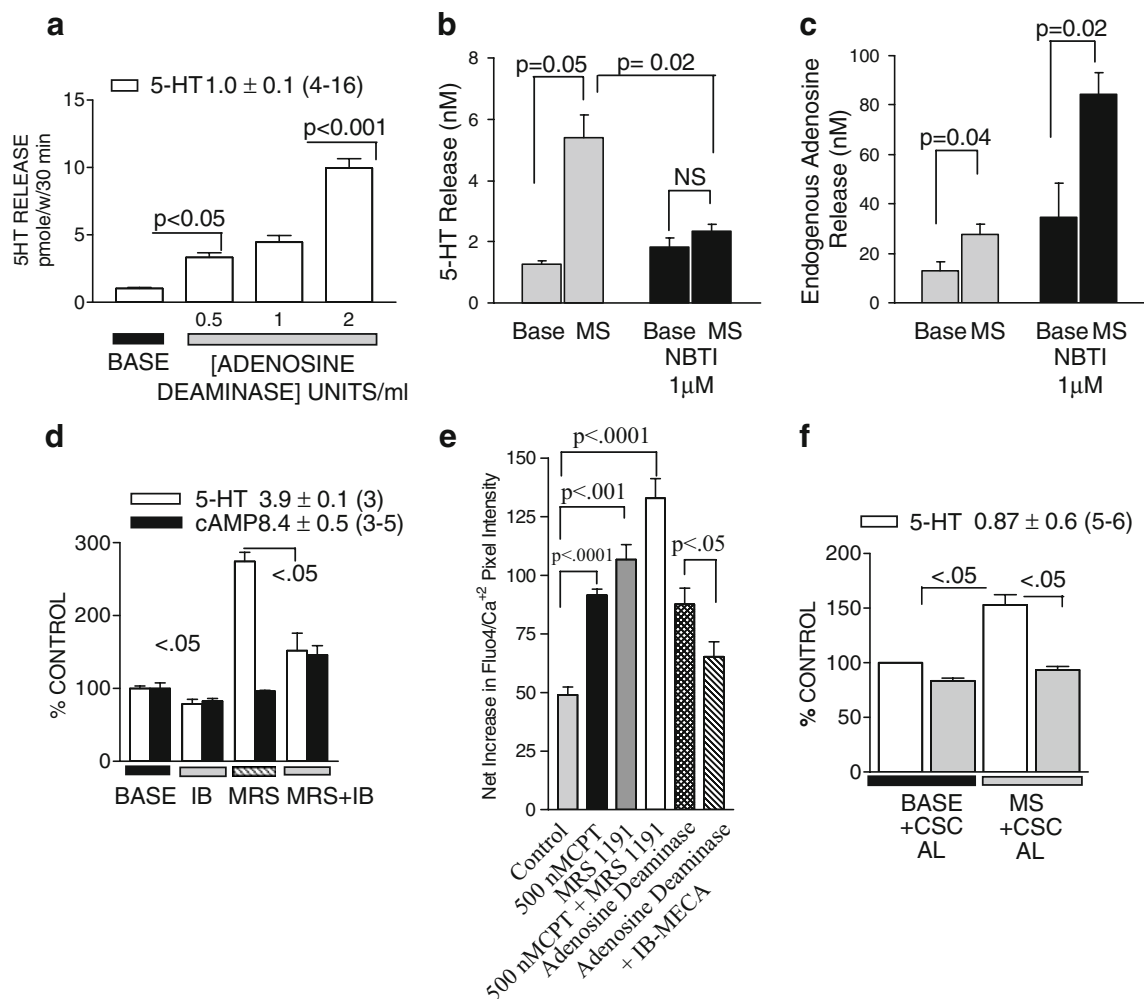 a
5-HT 1.0 ± 0.1 (4-16)
5HT RELEASE
pmole/w/30 min
15
10
5
0
p<0.05
p<0.001
0.5 1 2
BASE
[ADENOSINE
DEAMINASE] UNITS/ml
b
5-HT Release (nM)
8
6
4
2
0
p=0.05
p= 0.02
NS
Base MS
Base MS
NBTI
1µM
c
Endogenous Adenosine
Release (nM)
100
80
60
40
20
0
p=0.04
p=0.02
Base MS
Base MS
NBTI
1µM
d
5-HT 3.9 ± 0.1 (3)
cAMP8.4 ± 0.5 (3-5)
% CONTROL
300
200
100
0
<.05
<.05
BASE IB MRS MRS+IB
e
Net Increase in Fluo4/Ca+2 Pixel Intensity
150
125
100
75
50
25
0
p<.0001
p<.001
p<.0001
p<.05
Control
500 nMCPT
MRS 1191
500 nMCPT + MRS 1191
Adenosine Deaminase
Adenosine Deaminase
+ IB-MECA
f
5-HT 0.87 ± 0.6 (5-6)
% CONTROL
200
150
100
50
0
<.05
<.05
BASE
+CSC
AL
MS
+CSC
AL